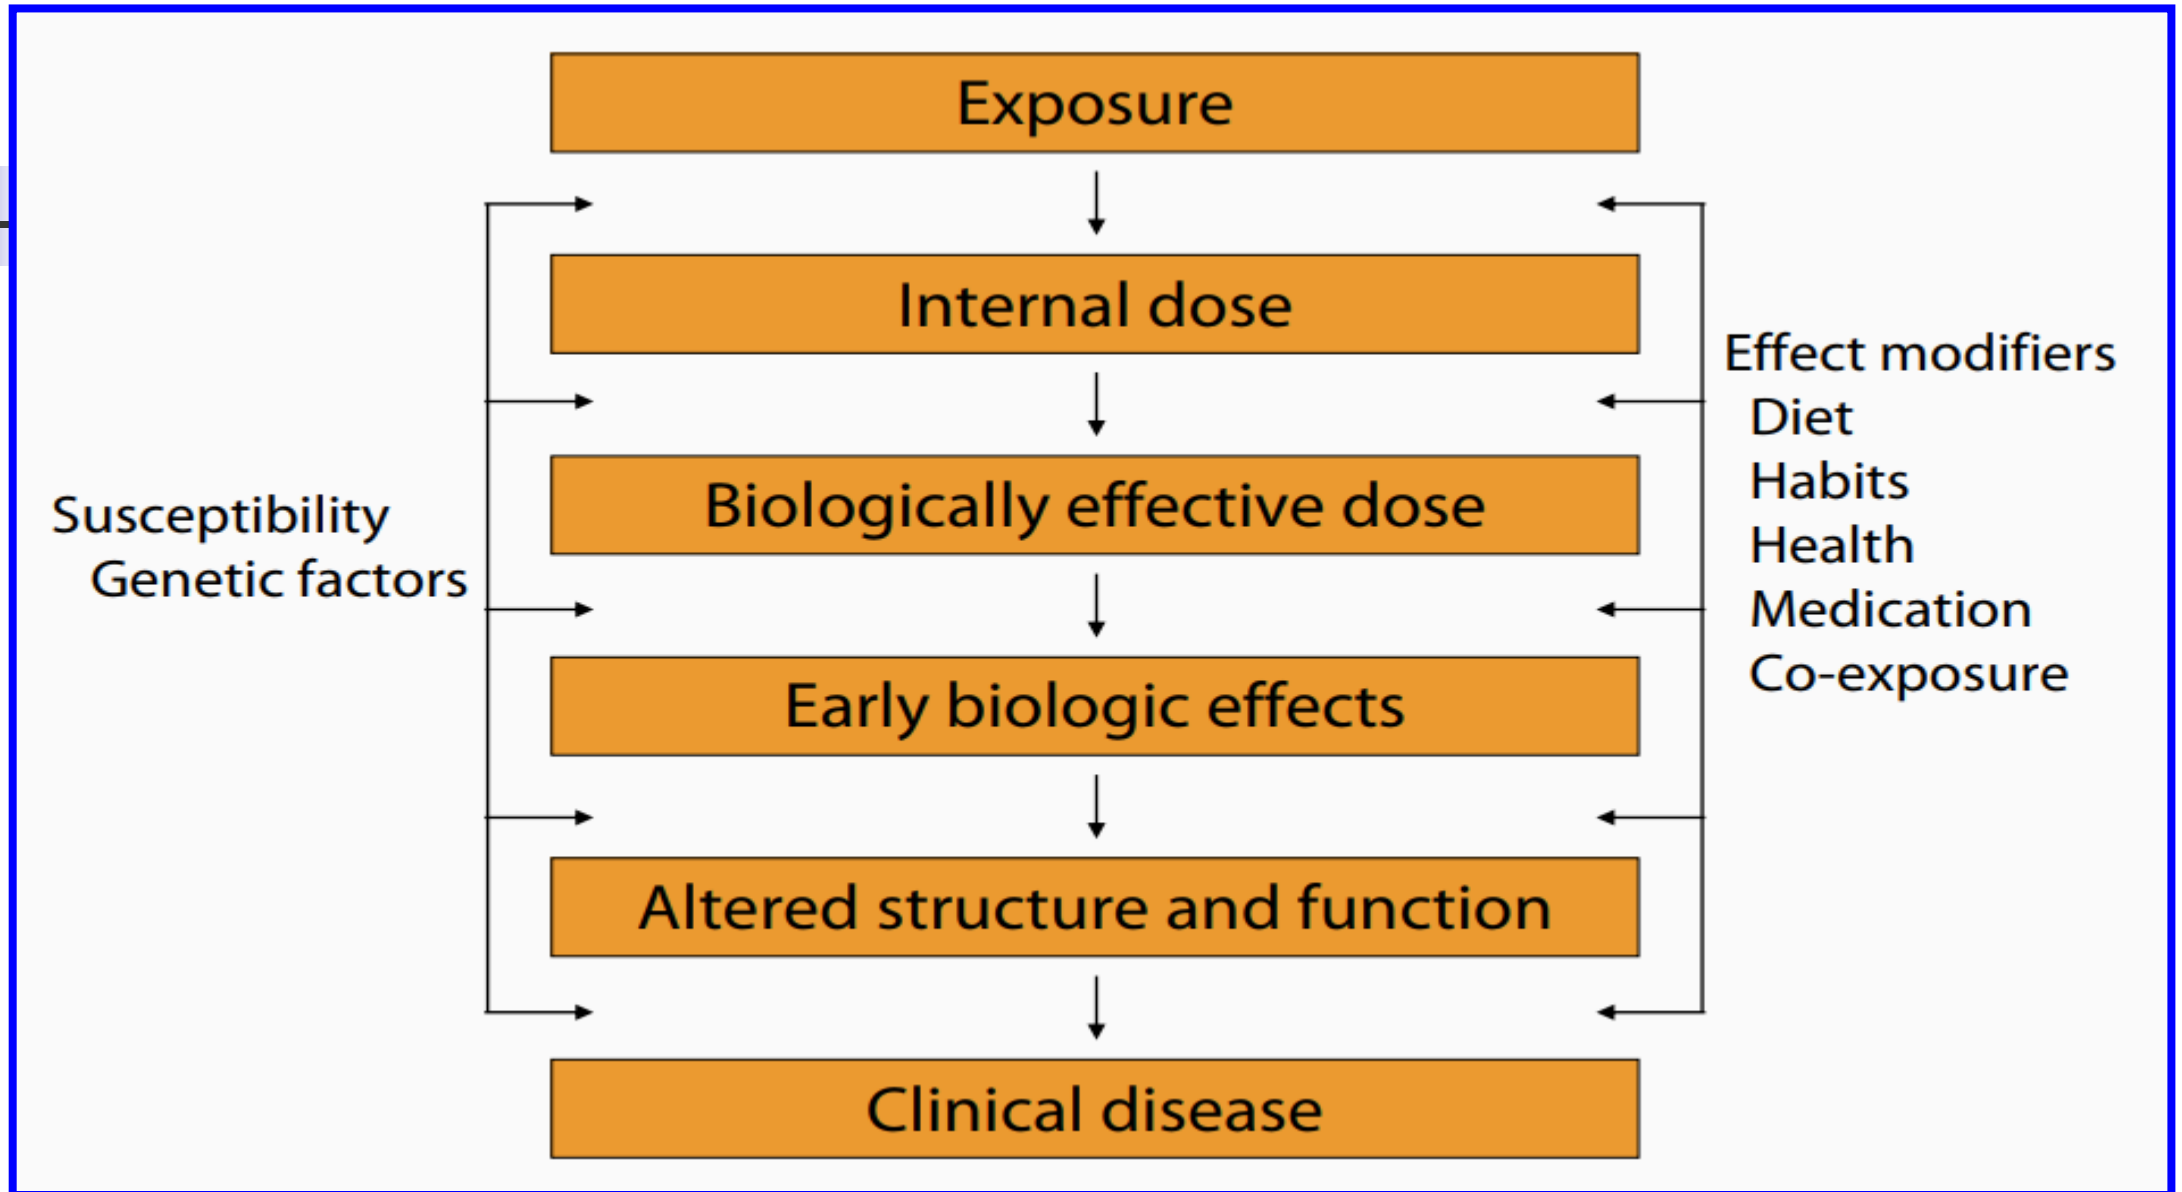 Exposure
Internal dose
Biologically effective dose
Early biologic effects
Altered structure and function
Clinical disease
Susceptibility
Genetic factors
Effect modifiers
Diet
Habits
Health
Medication
Co-exposure